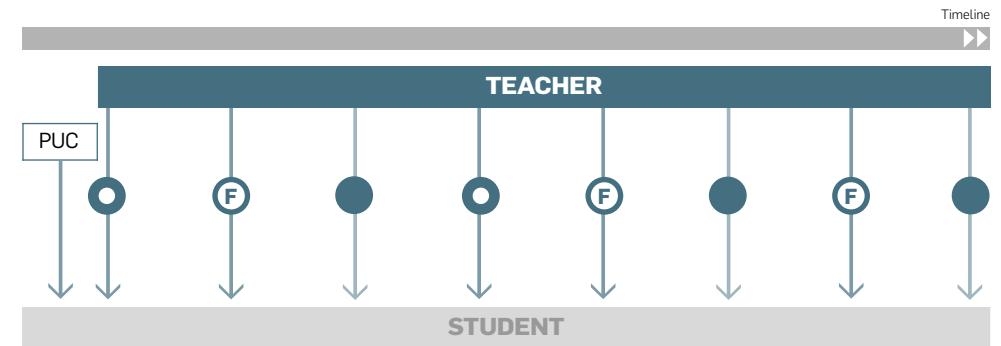 Timeline
TEACHER
PUC
F
F
F
STUDENT